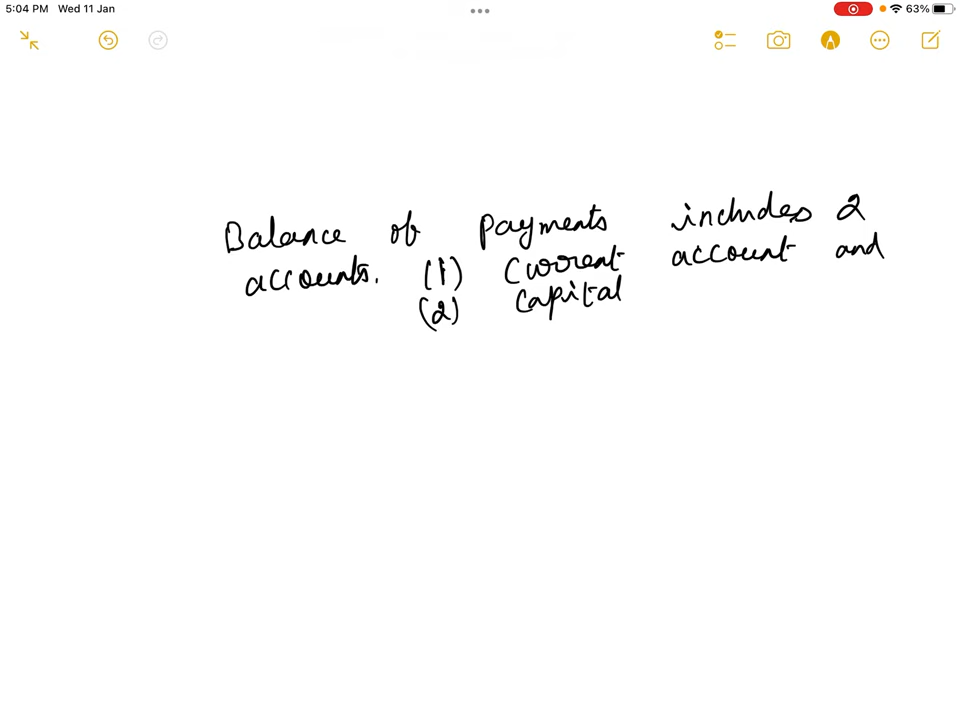 5:04 PM Wed 11 Jan 63%
Balance of payments includes 2
accounts. (1) Current account and
(2) Capital